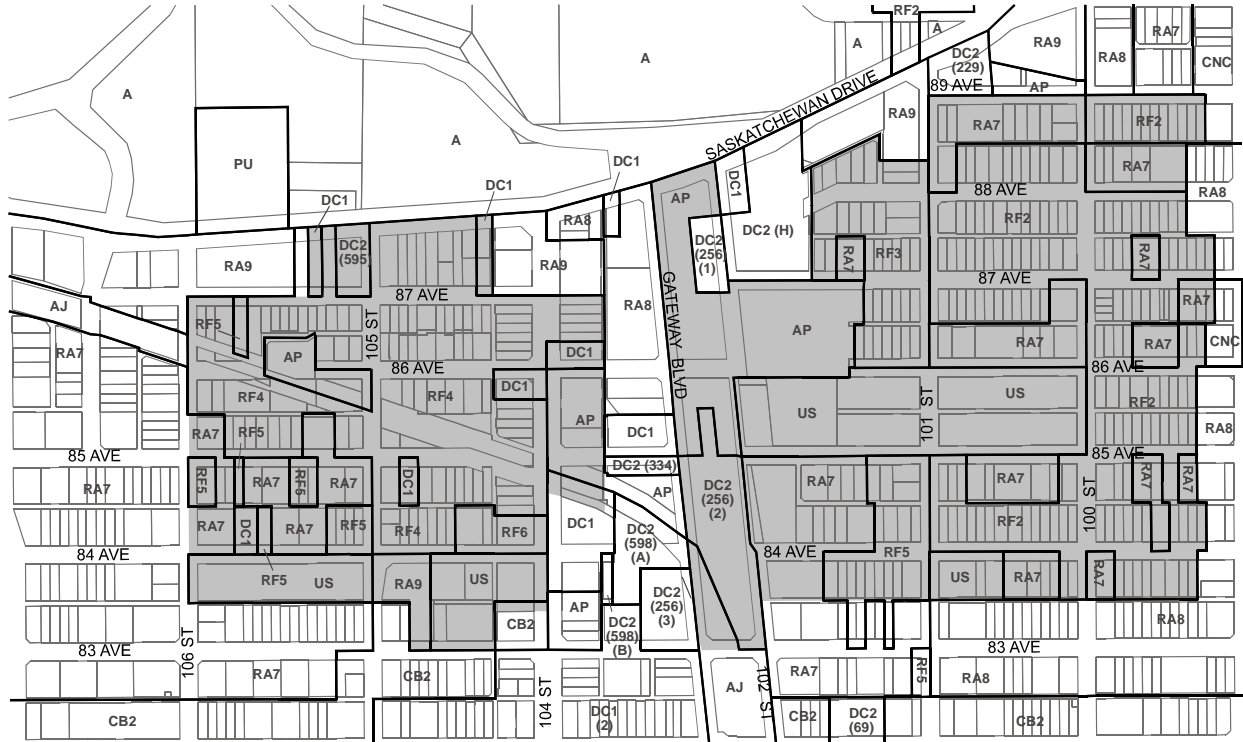 RF2
A
A
DC2
(229)
RA9
RA8
RA7
CNC
A
A
A
PU
SASKATCHEWAN DRIVE
89 AVE
AP
RA9
RA7
RF2
DC1
DC1
DC1
DC1
RA7
88 AVE
RA8
AP
RA8
RF2
DC2
(595)
DC2
(256)
(1)
DC2 (H)
RA7
RF3
RA7
RA9
RA9
87 AVE
87 AVE
AJ
RA8
GATEWAY BLVD
RA7
RF5
105 ST
AP
RA7
RA7
CNC
RA7
AP
DC1
86 AVE
86 AVE
RF4
RF4
DC1
US
US
RF2
AP
101 ST
RA7
RF5
DC1
RA8
85 AVE
85 AVE
DC2 (334)
RA7
RF5
RA7
RF5
RA7
DC1
AP
DC2
(256)
(2)
RA7
RA7
RA7
RA7
100 ST
RA7
DC1
RA7
RF5
RF4
RF6
DC1
DC2
(598)
(A)
RF2
84 AVE
84 AVE
RF5
RF5
US
RA9
US
US
RA7
RA7
AP
DC2
(256)
(3)
CB2
DC2
(598)
(B)
RA8
106 ST
83 AVE
83 AVE
RA7
CB2
104 ST
AJ
102 ST
RA7
RF5
RA8
CB2
DC1
(2)
CB2
DC2
(69)
CB2